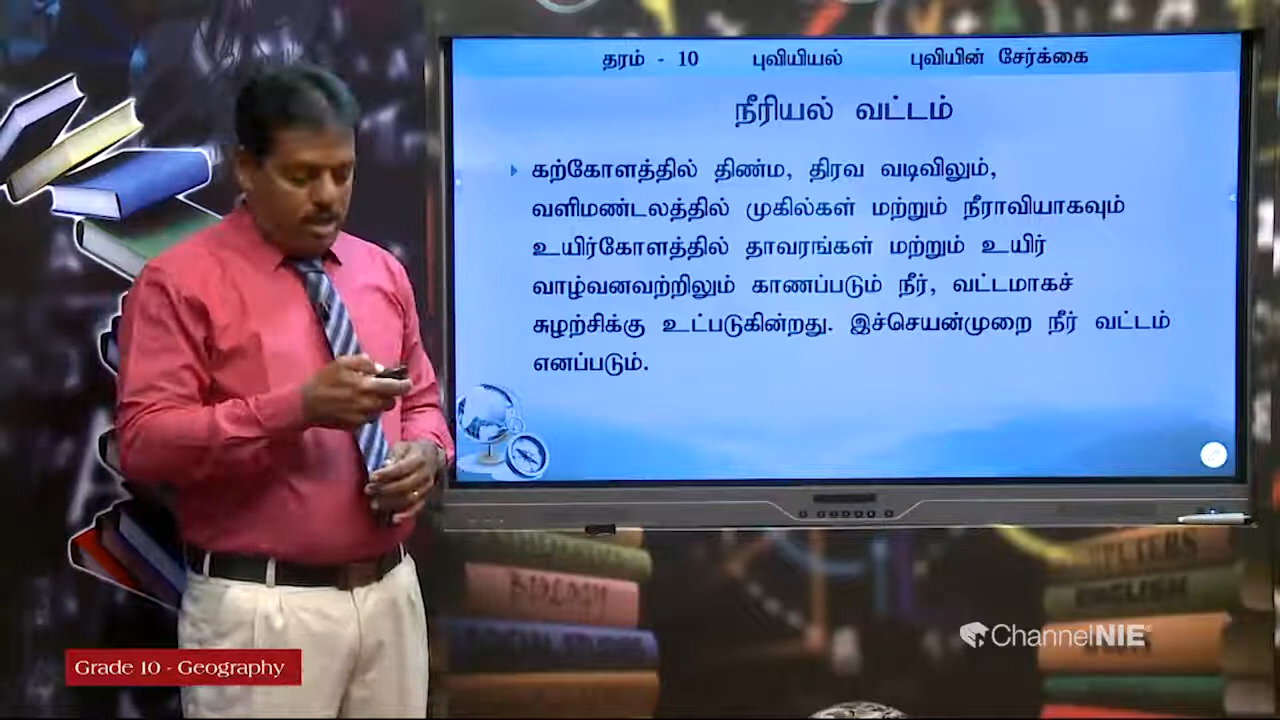 தரம் - 10 புவியியல் புவியின் சேர்க்கை
நீரியல் வட்டம்
கற்கோளத்தில் திண்ம, திரவ வடிவிலும்,
வளிமண்டலத்தில் முகில்கள் மற்றும் நீராவியாகவும்
உயிர்கோளத்தில் தாவரங்கள் மற்றும் உயிர்
வாழ்வனவற்றிலும் காணப்படும் நீர், வட்டமாகச்
சுழற்சிக்கு உட்படுகின்றது. இச்செயன்முறை நீர் வட்டம்
எனப்படும்.
BIOLOGY
ENGLISH
ChannelNIE
Grade 10 - Geography